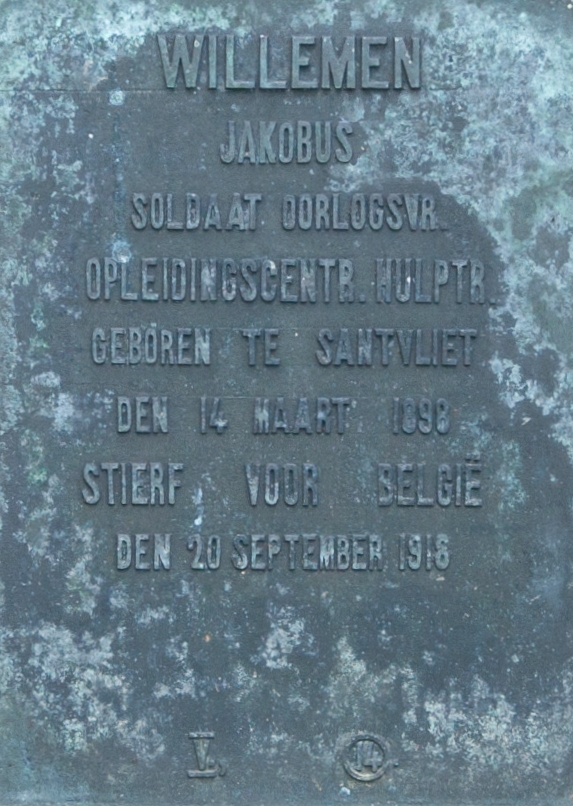 WILLEMEN
JAKOBUS
SOLDAAT OORLOGSVR.
OPLEIDINGSCENTR. HULPTR.
GEBOREN TE SANTVLIET
DEN 14 MAART 1898
STIERF VOOR BELGIË
DEN 20 SEPTEMBER 1918
V. 14.